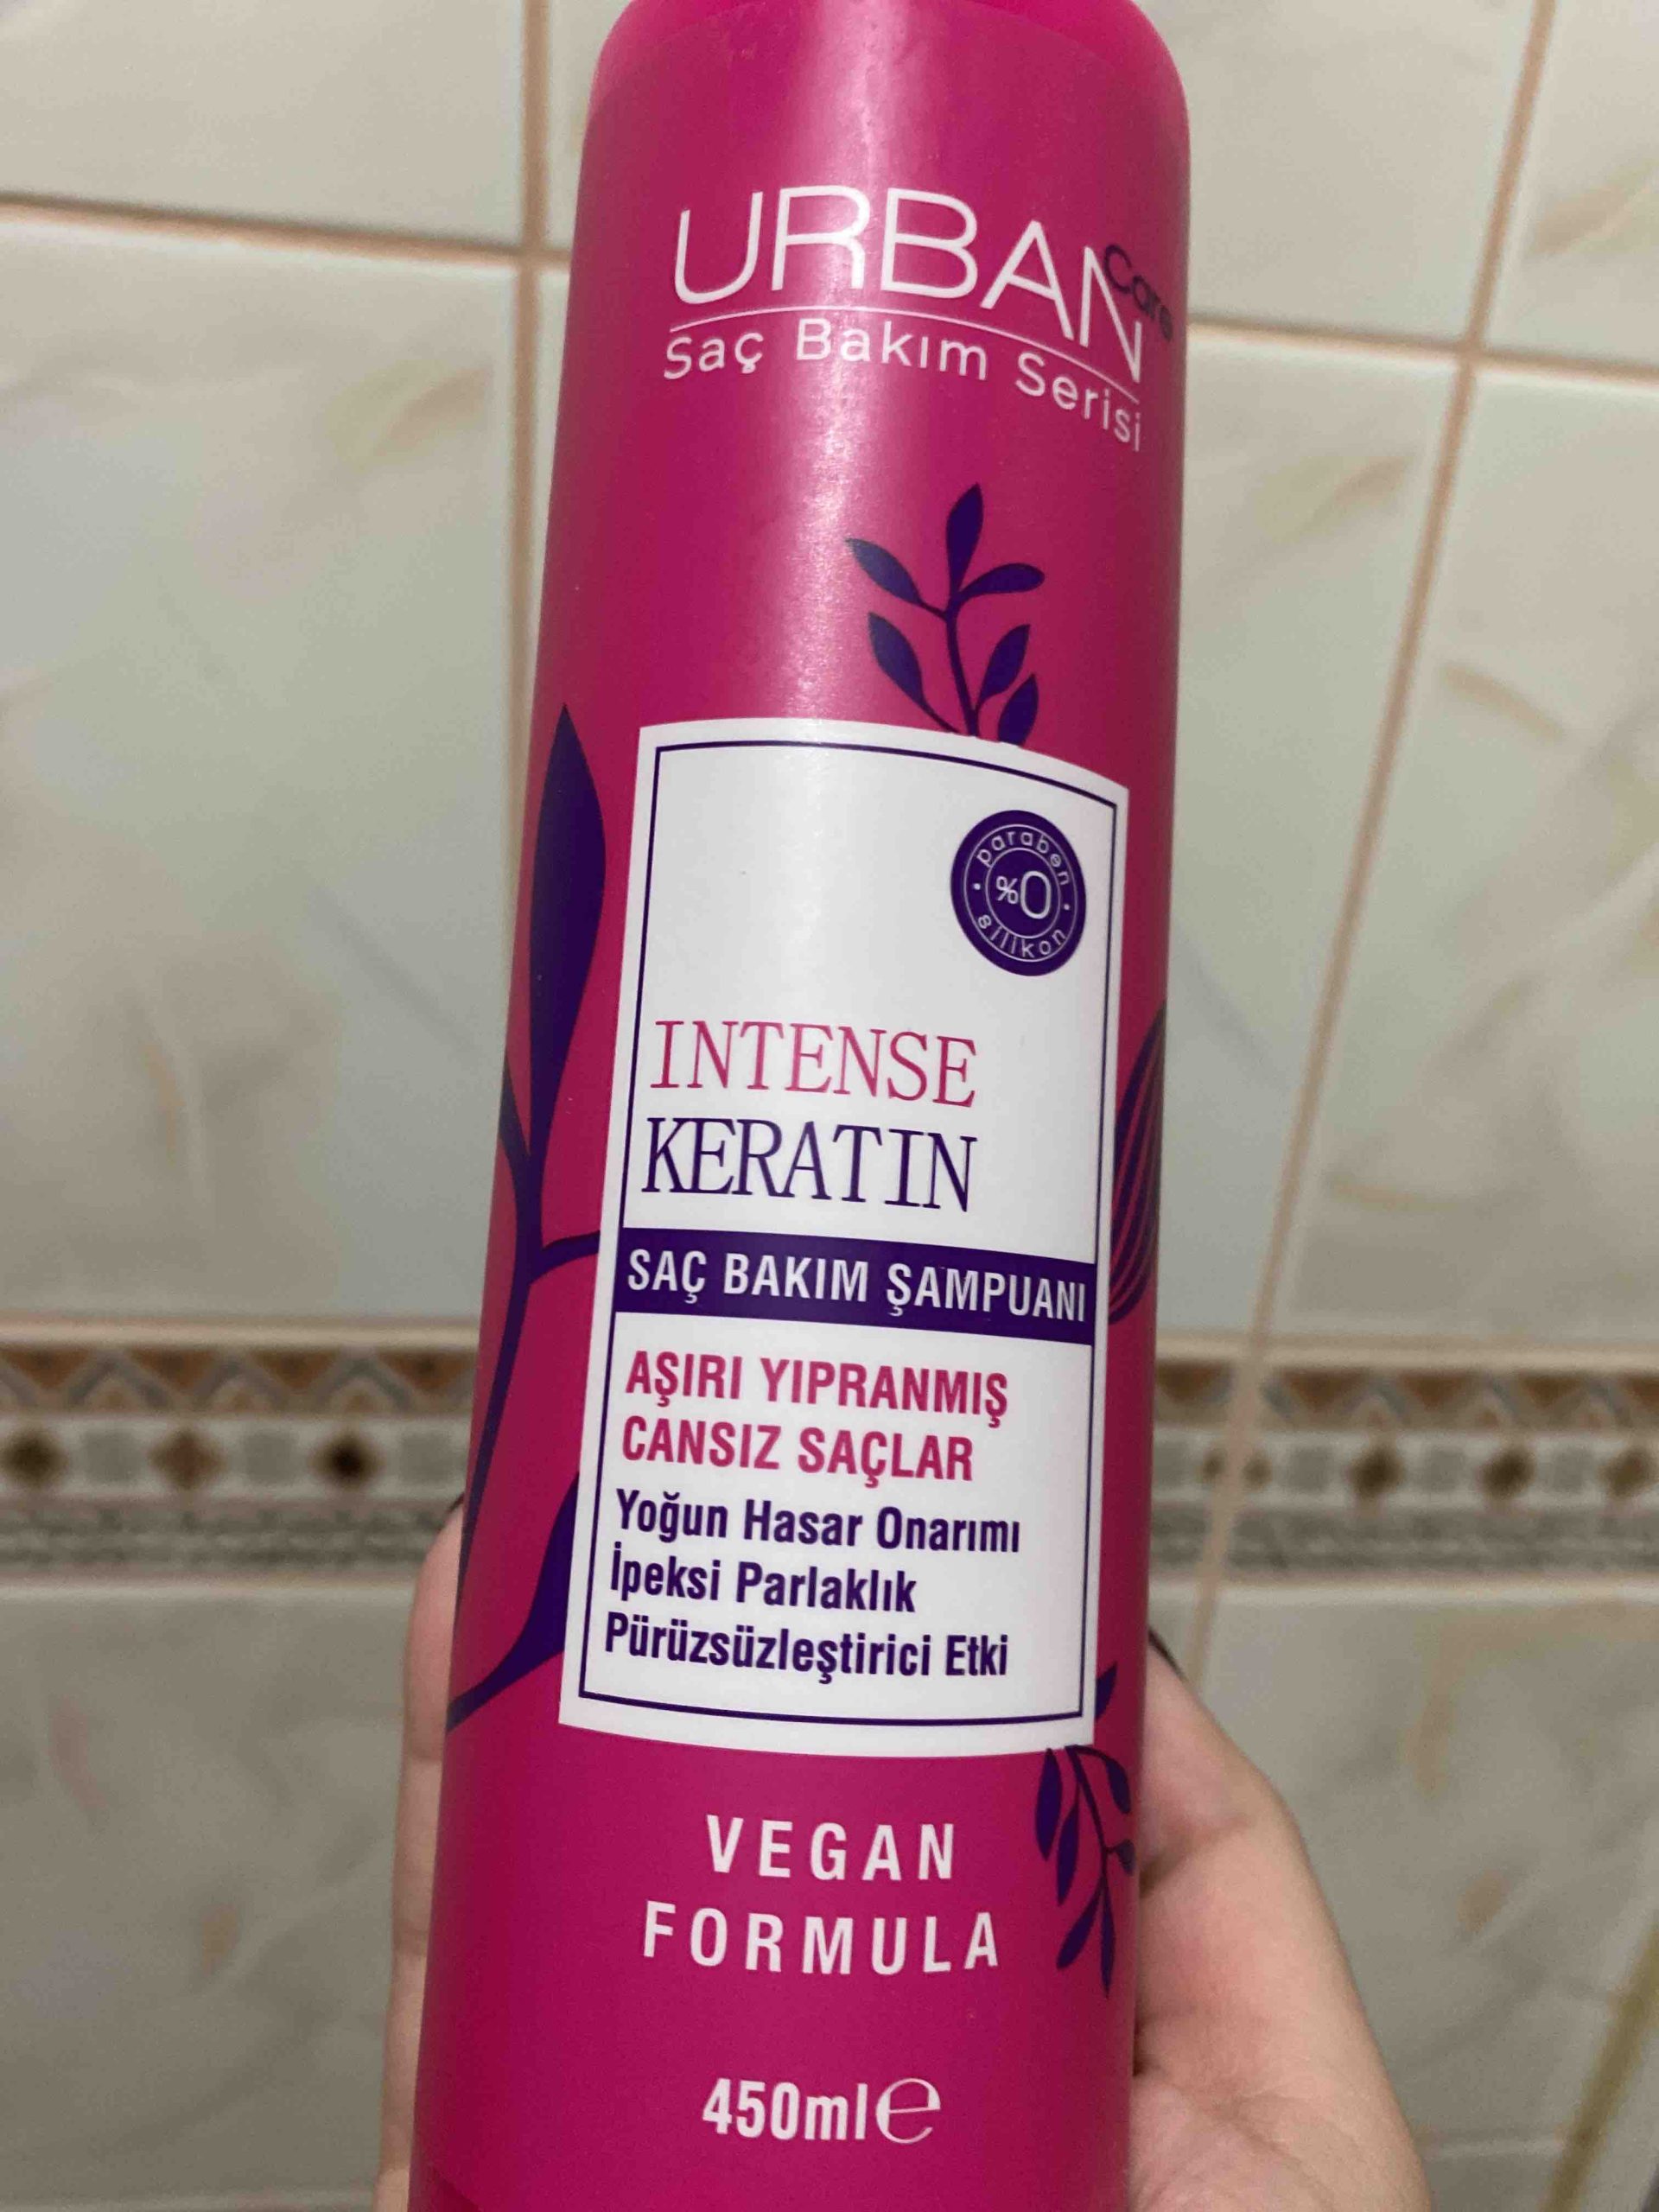 URBAN Care
Saç Bakım Serisi
paraben
%0
silikon
INTENSE
KERATIN
SAÇ BAKIM ŞAMPUANI
AŞIRI YIPRANMIŞ
CANSIZ SAÇLAR
Yoğun Hasar Onarımı
İpeksi Parlaklık
Pürüzsüzleştirici Etki
VEGAN
FORMULA
450ml℮